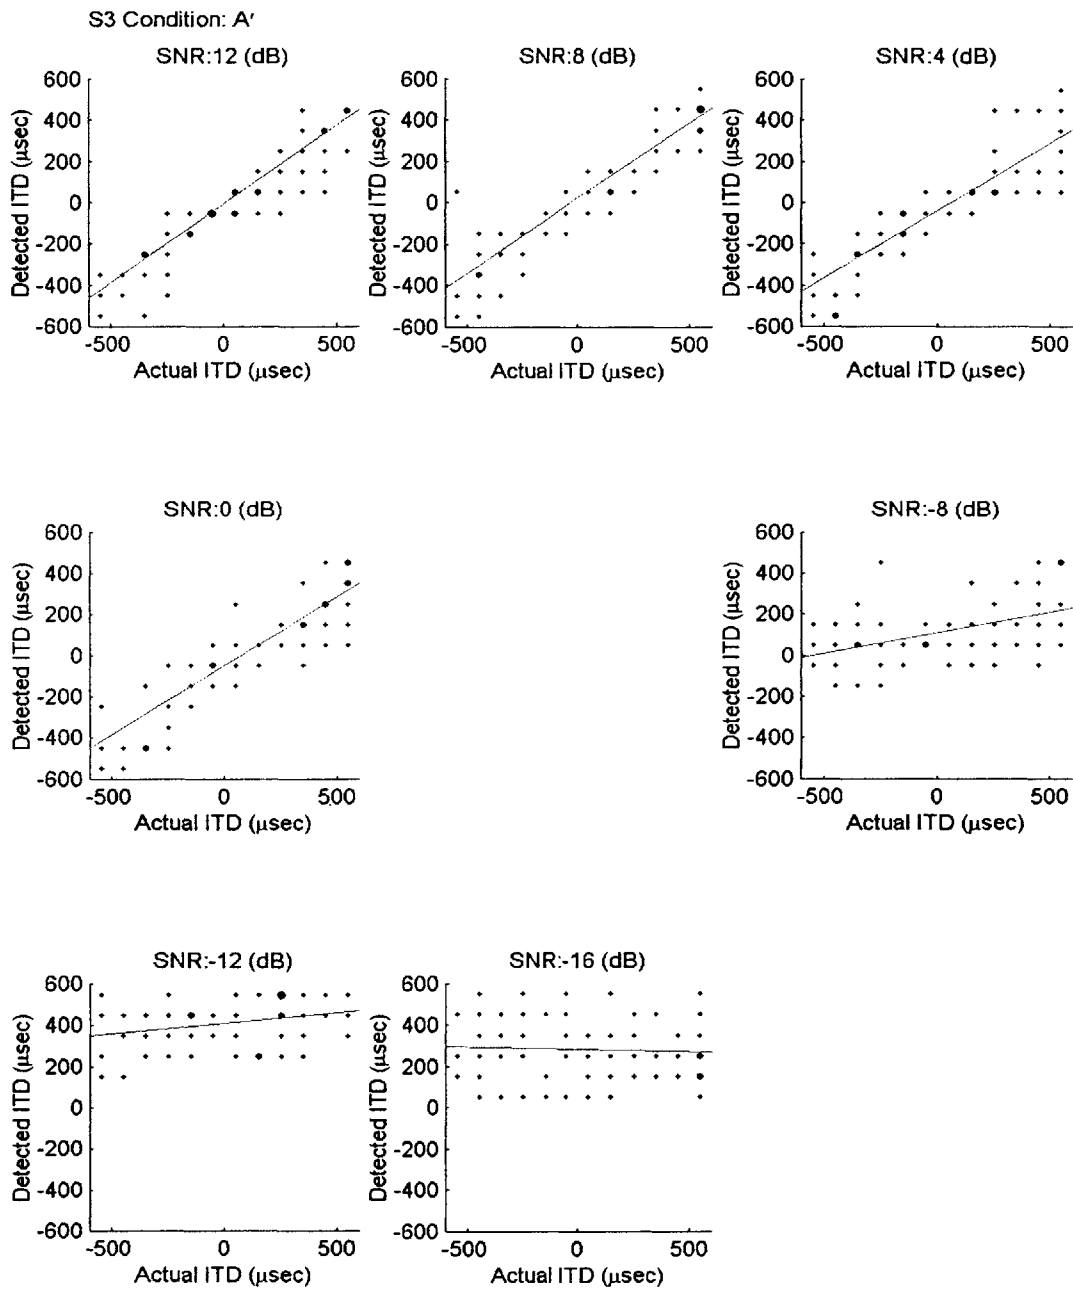 S3 Condition: A′
SNR:12 (dB)
SNR:8 (dB)
SNR:4 (dB)
Detected ITD (μsec)
600
400
200
0
-200
-400
-600
-500 0 500
Actual ITD (μsec)
Detected ITD (μsec)
600
400
200
0
-200
-400
-600
-500 0 500
Actual ITD (μsec)
Detected ITD (μsec)
600
400
200
0
-200
-400
-600
-500 0 500
Actual ITD (μsec)
SNR:0 (dB)
SNR:-8 (dB)
Detected ITD (μsec)
600
400
200
0
-200
-400
-600
-500 0 500
Actual ITD (μsec)
Detected ITD (μsec)
600
400
200
0
-200
-400
-600
-500 0 500
Actual ITD (μsec)
SNR:-12 (dB)
SNR:-16 (dB)
Detected ITD (μsec)
600
400
200
0
-200
-400
-600
-500 0 500
Actual ITD (μsec)
Detected ITD (μsec)
600
400
200
0
-200
-400
-600
-500 0 500
Actual ITD (μsec)